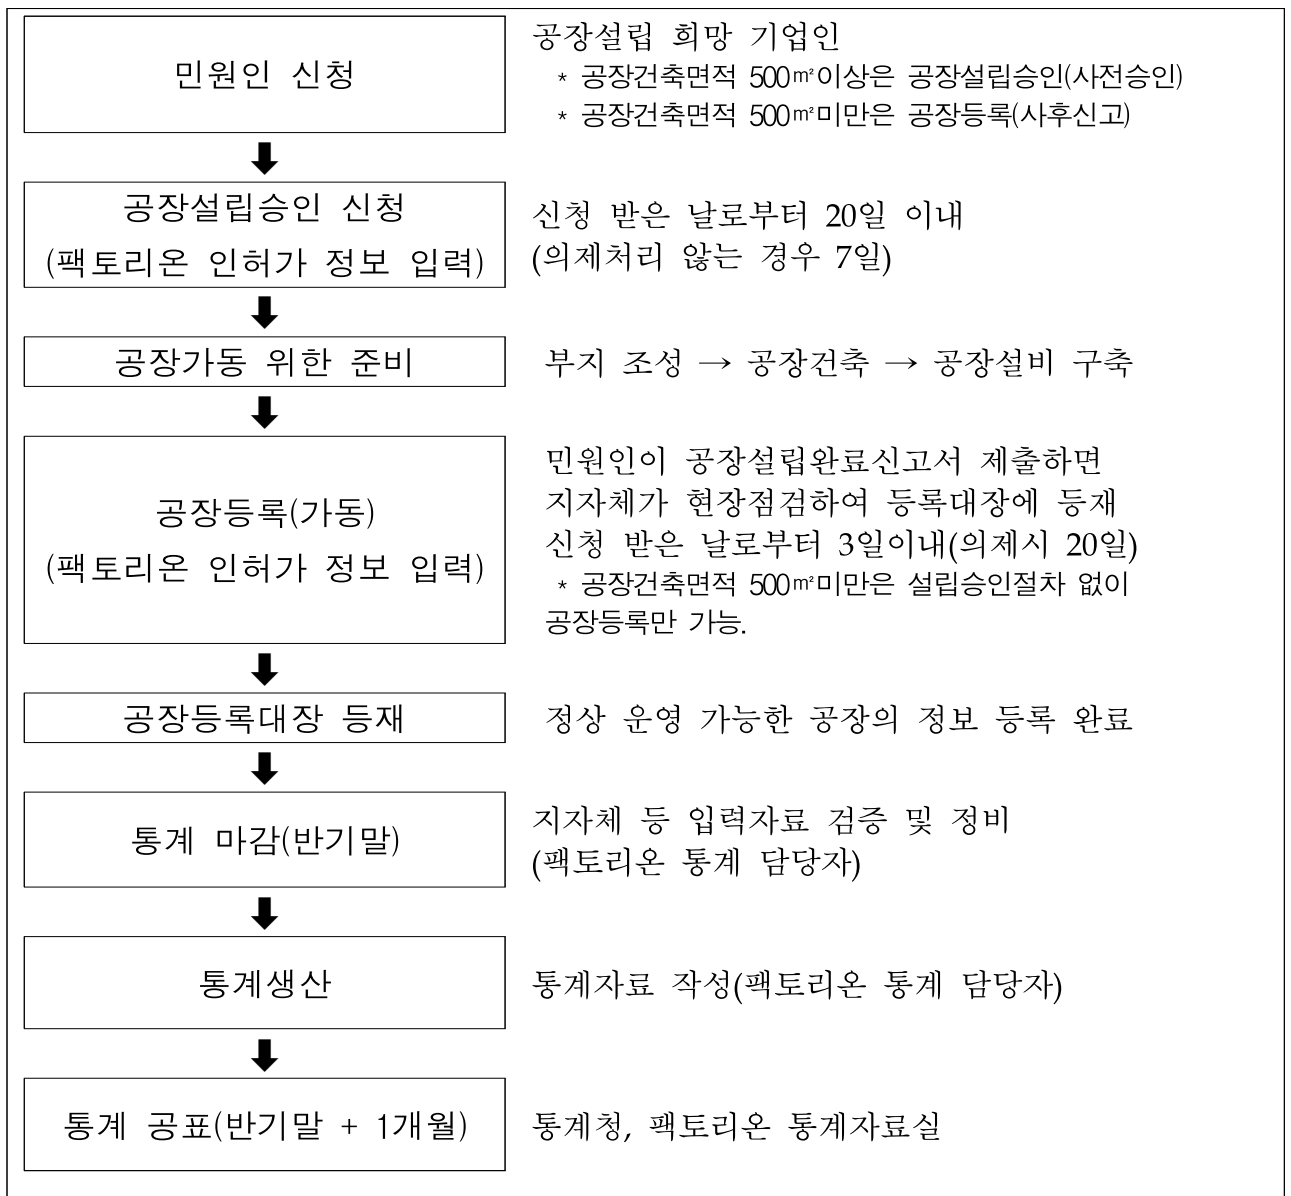 민원인 신청
공장설립 희망 기업인
* 공장건축면적 500㎡이상은 공장설립승인(사전승인)
* 공장건축면적 500㎡미만은 공장등록(사후신고)
공장설립승인 신청
(팩토리온 인허가 정보 입력)
신청 받은 날로부터 20일 이내
(의제처리 않는 경우 7일)
공장가동 위한 준비
부지 조성 → 공장건축 → 공장설비 구축
공장등록(가동)
(팩토리온 인허가 정보 입력)
민원인이 공장설립완료신고서 제출하면
지자체가 현장점검하여 등록대장에 등재
신청 받은 날로부터 3일이내(의제시 20일)
* 공장건축면적 500㎡미만은 설립승인절차 없이
공장등록만 가능.
공장등록대장 등재
정상 운영 가능한 공장의 정보 등록 완료
통계 마감(반기말)
지자체 등 입력자료 검증 및 정비
(팩토리온 통계 담당자)
통계생산
통계자료 작성(팩토리온 통계 담당자)
통계 공표(반기말 + 1개월)
통계청, 팩토리온 통계자료실